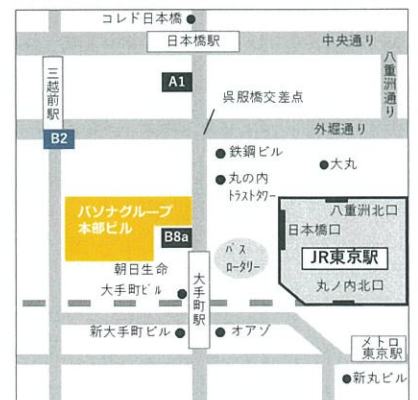 コレド日本橋
日本橋駅
中央通り
三越前駅
A1
八重洲通り
呉服橋交差点
B2
外堀通り
鉄鋼ビル
大丸
丸の内
トラストタワー
パソナグループ
本部ビル
八重洲北口
日本橋口
B8a
バス
ロータリー
JR東京駅
朝日生命
大手町ビル
大手町駅
丸ノ内北口
新大手町ビル
オアゾ
メトロ
東京駅
新丸ビル